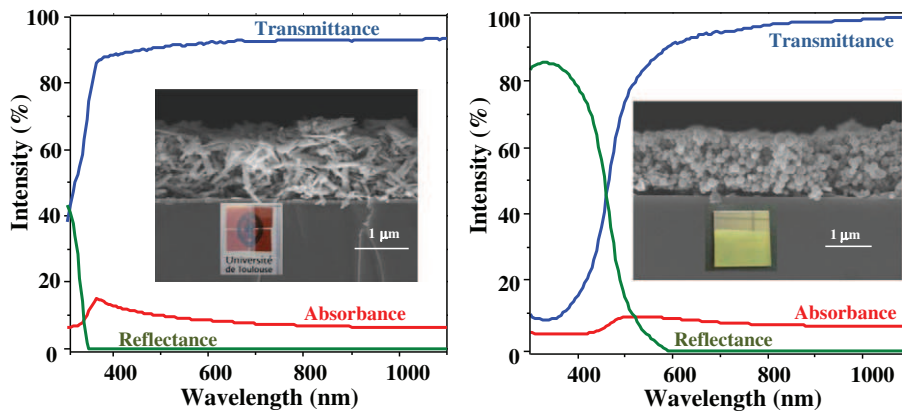 100
80
60
40
20
0
Intensity (%)
Transmittance
1 μm
Université
de Toulouse
Absorbance
Reflectance
400
600
800
1000
Wavelength (nm)
100
80
60
40
20
0
Intensity (%)
Transmittance
1 μm
Absorbance
Reflectance
400
600
800
1000
Wavelength (nm)